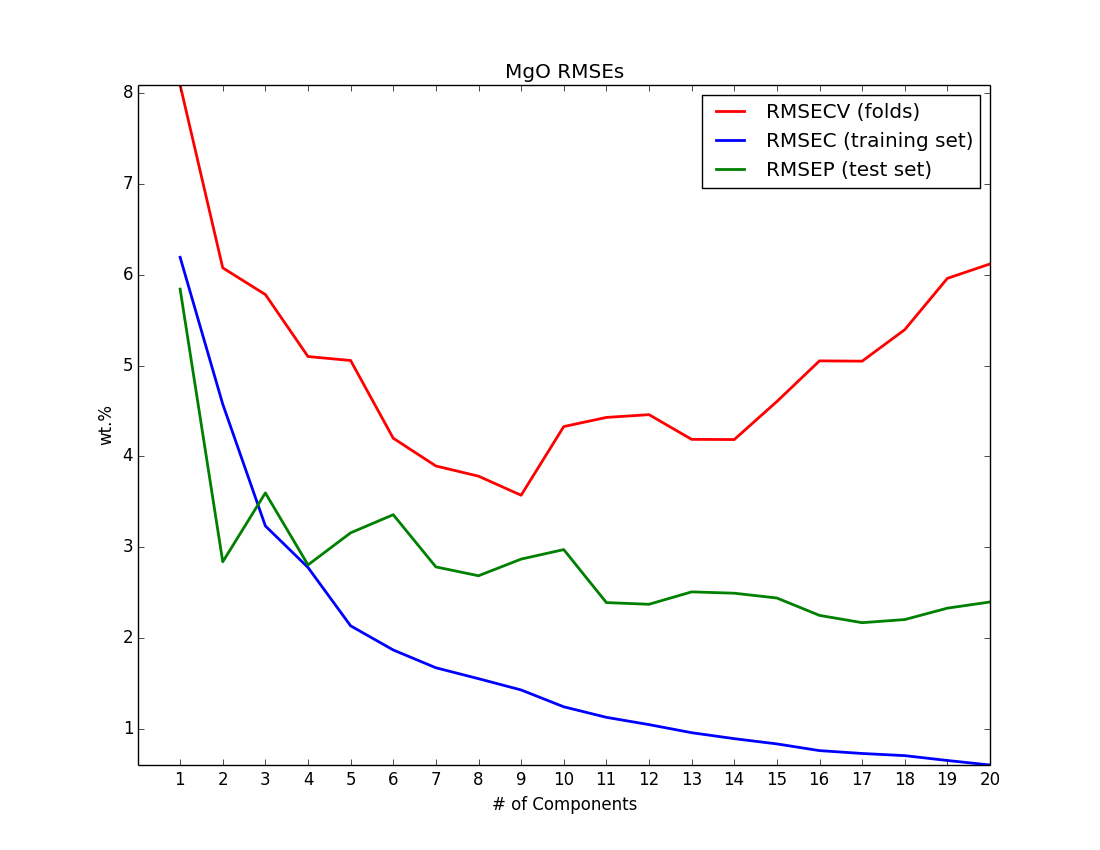 MgO RMSEs
RMSECV (folds)
RMSEC (training set)
RMSEP (test set)
8
7
6
5
4
3
2
1
wt.%
1 2 3 4 5 6 7 8 9 10 11 12 13 14 15 16 17 18 19 20
# of Components